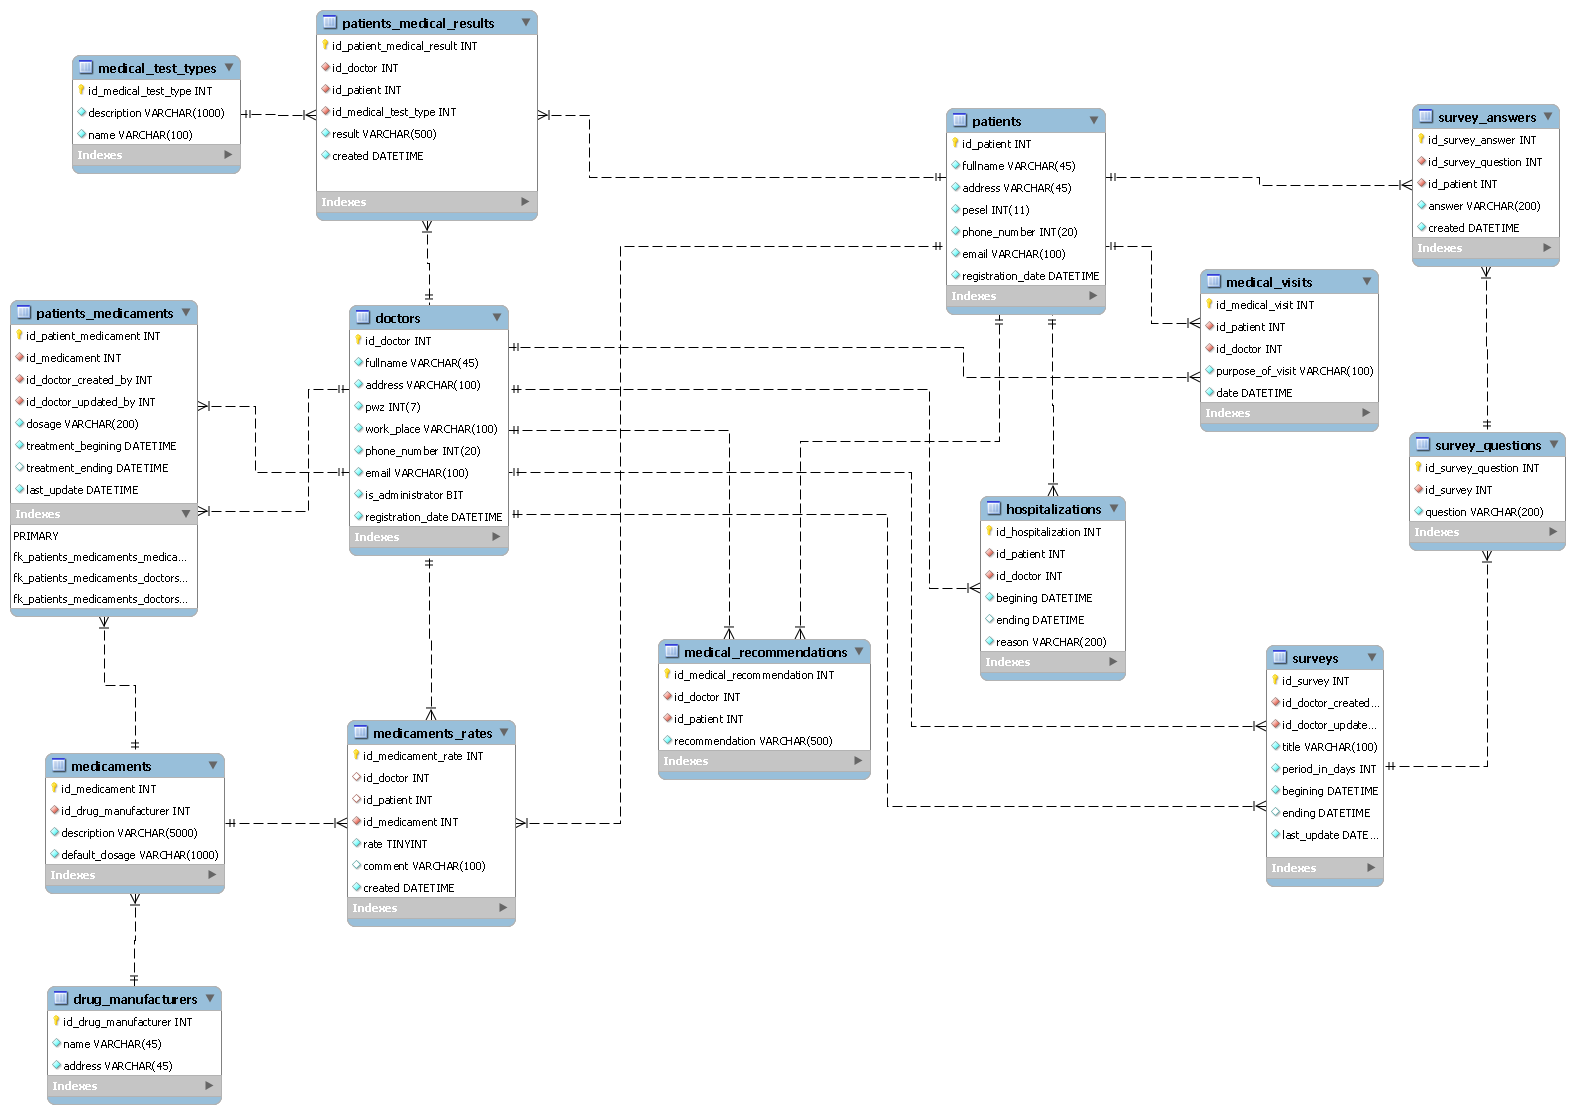 patients_medical_results
id_patient_medical_result INT
id_doctor INT
id_patient INT
id_medical_test_type INT
result VARCHAR(500)
created DATETIME
Indexes
medical_test_types
id_medical_test_type INT
description VARCHAR(1000)
name VARCHAR(100)
Indexes
patients
id_patient INT
fullname VARCHAR(45)
address VARCHAR(45)
pesel INT(11)
phone_number INT(20)
email VARCHAR(100)
registration_date DATETIME
Indexes
survey_answers
id_survey_answer INT
id_survey_question INT
id_patient INT
answer VARCHAR(200)
created DATETIME
Indexes
medical_visits
id_medical_visit INT
id_patient INT
id_doctor INT
purpose_of_visit VARCHAR(100)
date DATETIME
Indexes
patients_medicaments
id_patient_medicament INT
id_medicament INT
id_doctor_created_by INT
id_doctor_updated_by INT
dosage VARCHAR(200)
treatment_begining DATETIME
treatment_ending DATETIME
last_update DATETIME
Indexes
PRIMARY
fk_patients_medicaments_medica...
fk_patients_medicaments_doctors...
fk_patients_medicaments_doctors...
doctors
id_doctor INT
fullname VARCHAR(45)
address VARCHAR(100)
pwz INT(7)
work_place VARCHAR(100)
phone_number INT(20)
email VARCHAR(100)
is_administrator BIT
registration_date DATETIME
Indexes
survey_questions
id_survey_question INT
id_survey INT
question VARCHAR(200)
Indexes
hospitalizations
id_hospitalization INT
id_patient INT
id_doctor INT
begining DATETIME
ending DATETIME
reason VARCHAR(200)
Indexes
medical_recommendations
id_medical_recommendation INT
id_doctor INT
id_patient INT
recommendation VARCHAR(500)
Indexes
surveys
id_survey INT
id_doctor_created...
id_doctor_update...
title VARCHAR(100)
period_in_days INT
begining DATETIME
ending DATETIME
last_update DATE...
Indexes
medicaments_rates
id_medicament_rate INT
id_doctor INT
id_patient INT
id_medicament INT
rate TINYINT
comment VARCHAR(100)
created DATETIME
Indexes
medicaments
id_medicament INT
id_drug_manufacturer INT
description VARCHAR(5000)
default_dosage VARCHAR(1000)
Indexes
drug_manufacturers
id_drug_manufacturer INT
name VARCHAR(45)
address VARCHAR(45)
Indexes